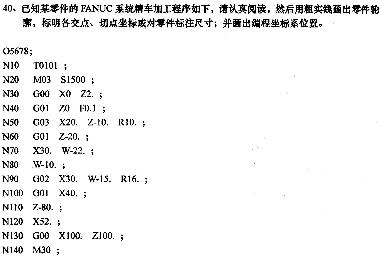 40、已知某零件的 FANUC 系统精车加工程序如下，请认真阅读，然后用粗实线画出零件轮
廓，标明各交点、切点坐标或对零件标注尺寸；并画出编程坐标系位置。
O5678；
N10 T0101；
N20 M03 S1500；
N30 G00 X0 Z2.；
N40 G01 Z0 F0.1；
N50 G03 X20. Z-10. R10.；
N60 G01 Z-20.；
N70 X30. W-22.；
N80 W-10.；
N90 G02 X30. W-15. R16.；
N100 G01 X40.；
N110 Z-80.；
N120 X52.；
N130 G00 X100. Z100.；
N140 M30；